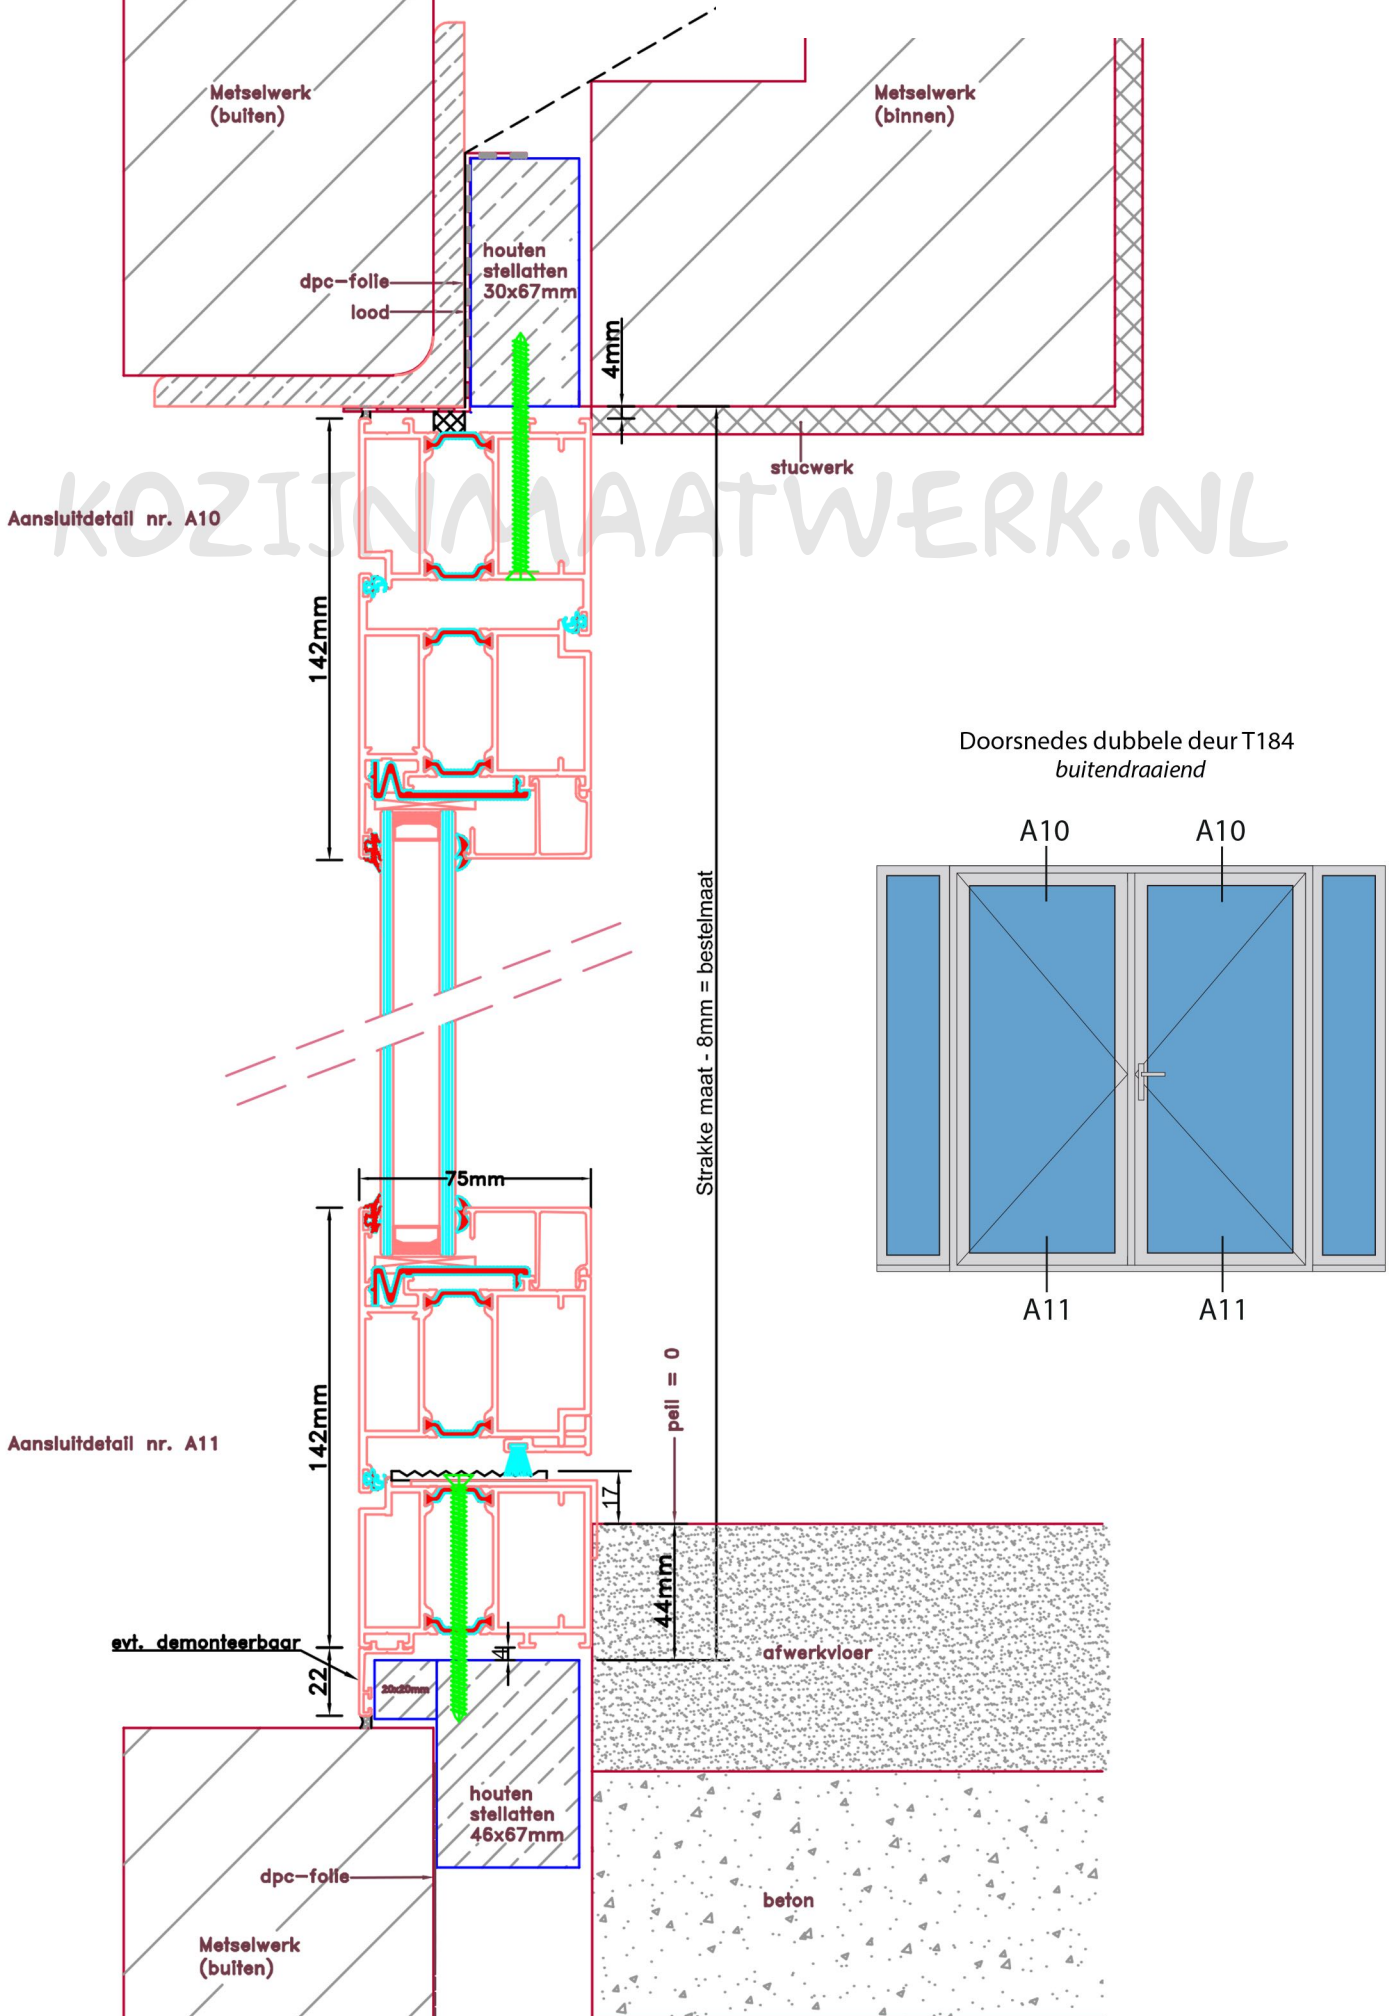 Metselwerk
(buiten)
Metselwerk
(binnen)
houten
stellatten
30x67mm
dpc-folie
lood
4mm
stucwerk
KOZIJNMAATWERK.NL
Aansluitdetail nr. A10
142mm
Doorsnedes dubbele deur T184
buitendraaiend
A10
A10
Strakke maat - 8mm = bestelmaat
75mm
A11
A11
peil = 0
142mm
Aansluitdetail nr. A11
17
44mm
evt. demonteerbaar
4
afwerkvloer
22
20x20mm
houten
stellatten
46x67mm
dpc-folie
beton
Metselwerk
(buiten)